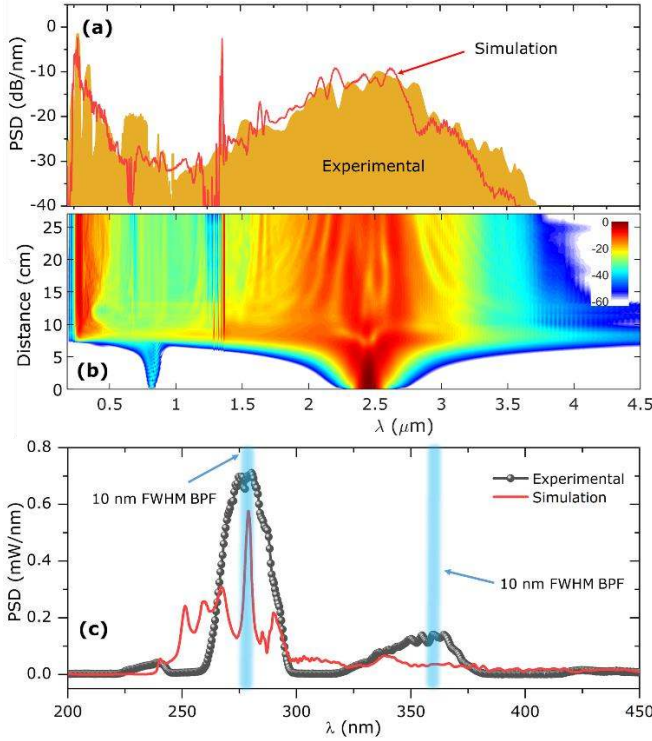 (a)
PSD (dB/nm)
0
-10
-20
-30
-40
Simulation
Experimental
(b)
Distance (cm)
25
20
15
10
5
0
0
-20
-40
-60
0.5 1 1.5 2 2.5 3 3.5 4 4.5
λ (μm)
(c)
PSD (mW/nm)
0.8
0.6
0.4
0.2
0.0
10 nm FWHM BPF
Experimental
Simulation
10 nm FWHM BPF
200 250 300 350 400 450
λ (nm)